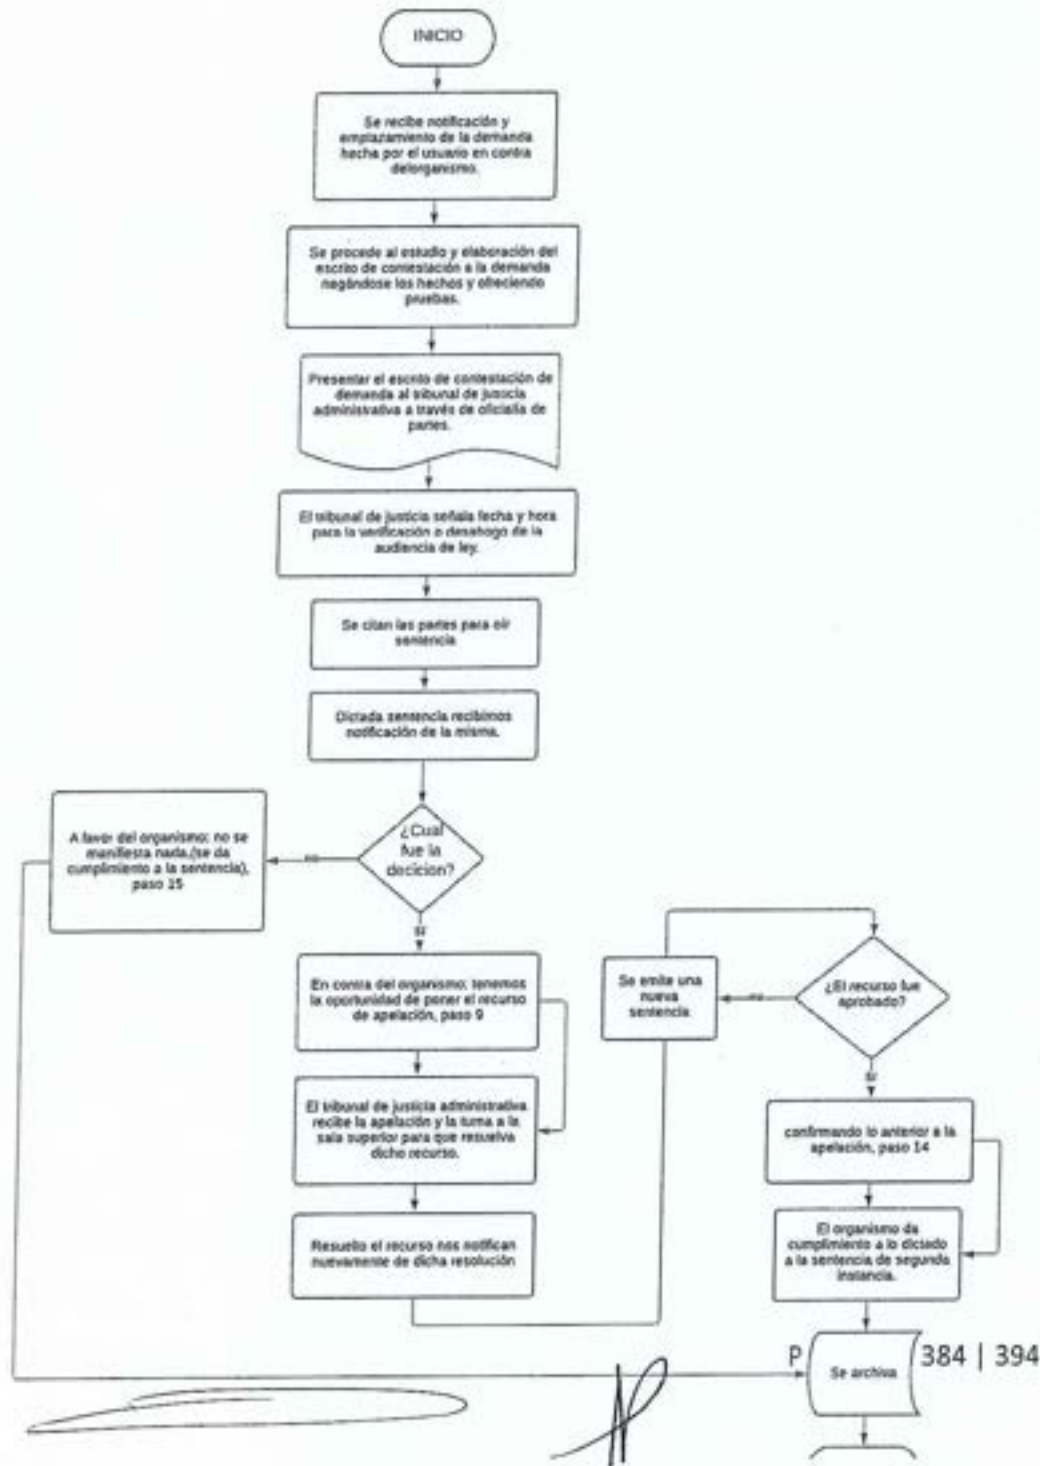 INICIO
Se recibe notificación y
emplazamiento de la demanda
hecha por el usuario en contra
delorganismo.
Se procede al estudio y elaboración del
escrito de contestación a la demanda
negándose los hechos y ofreciendo
pruebas.
Presentar el escrito de contestación de
demanda al tribunal de justicia
administrativa a través de oficialía de
partes.
El tribunal de justicia señala fecha y hora
para la verificación o desahogo de la
audiencia de ley.
Se citan las partes para oír
sentencia
Dictada sentencia recibimos
notificación de la misma.
¿Cual
fue la
decicion?
no
A favor del organismo: no se
manifiesta nada,(se da
cumplimiento a la sentencia),
paso 15
si
En contra del organismo: tenemos
la oportunidad de poner el recurso
de apelación, paso 9
El tribunal de justicia administrativa
recibe la apelación y la turna a la
sala superior para que resuelva
dicho recurso.
Resuelto el recurso nos notifican
nuevamente de dicha resolución
Se emite una
nueva
sentencia
no
¿El recurso fue
aprobado?
si
confirmando lo anterior a la
apelación, paso 14
El organismo da
cumplimiento a lo dictado
a la sentencia de segunda
instancia.
Se archiva
P 384 | 394